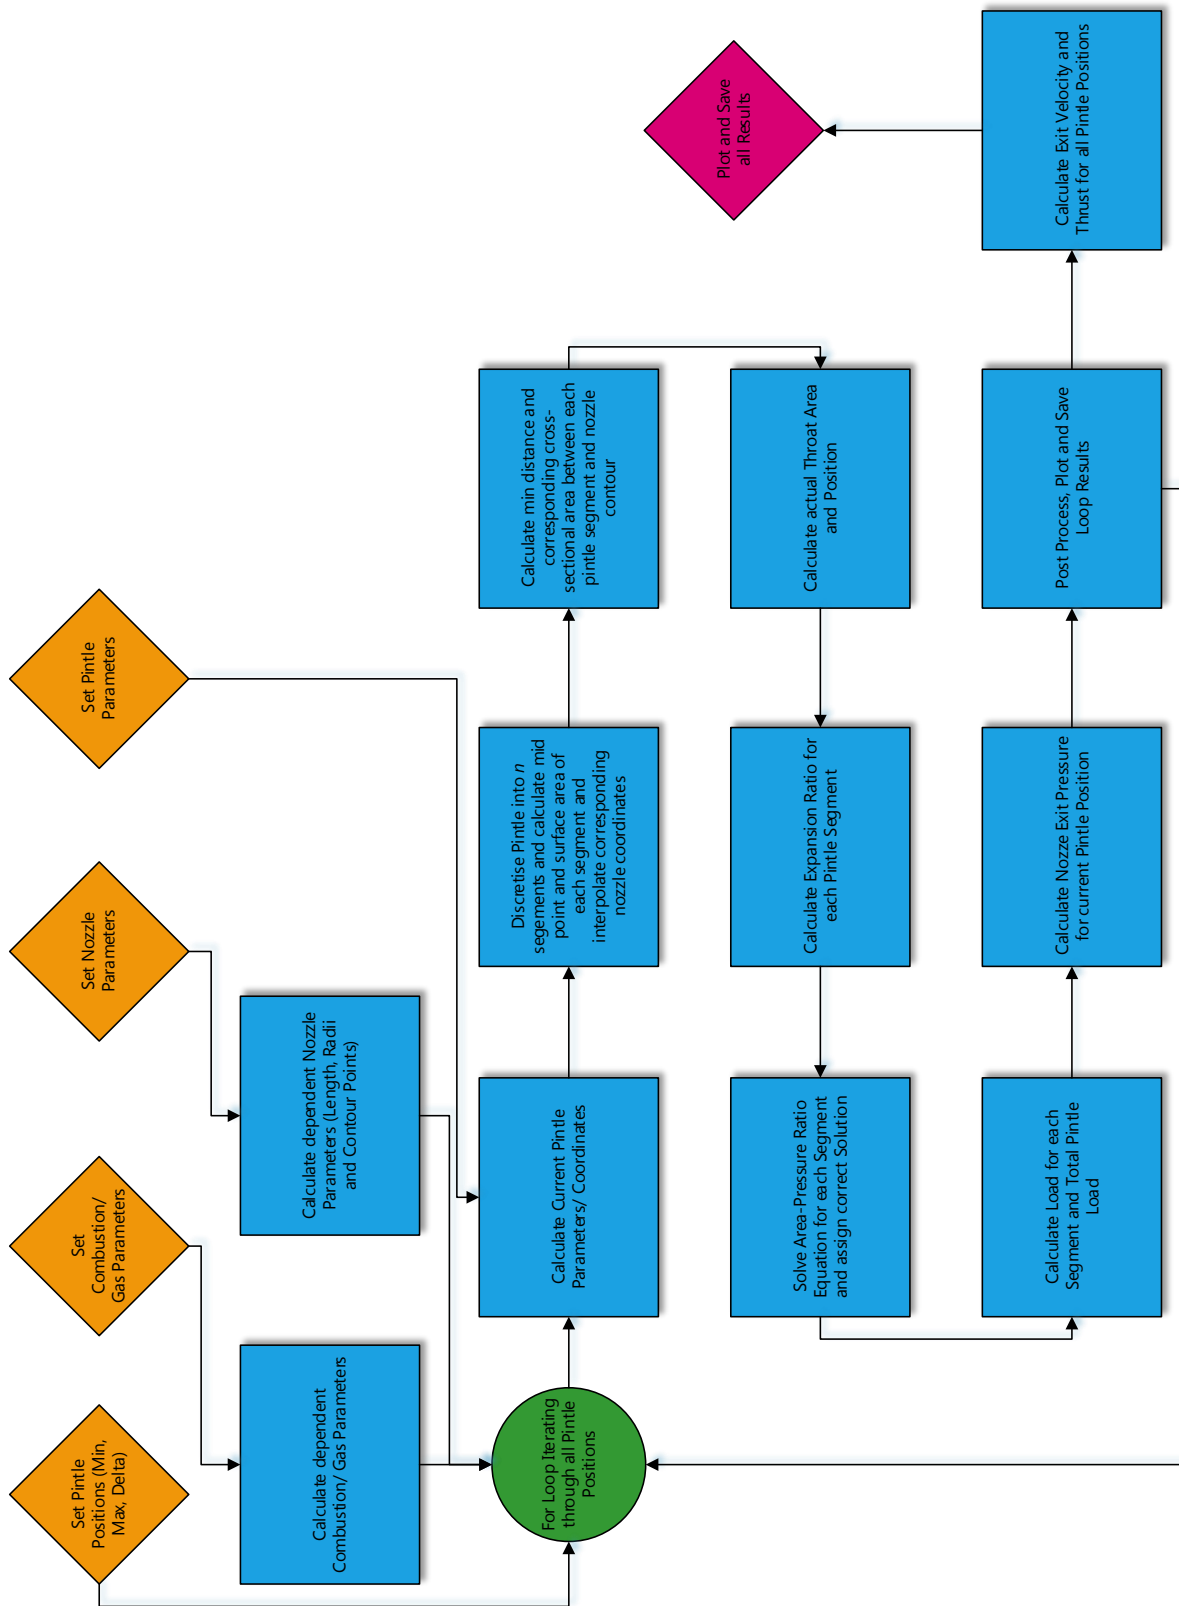 Set Pintle
Positions (Min,
Max, Delta)
Set
Combustion/
Gas Parameters
Set Nozzle
Parameters
Set Pintle
Parameters
Calculate dependent
Combustion/ Gas Parameters
Calculate dependent Nozzle
Parameters (Length, Radii
and Contour Points)
For Loop Iterating
through all Pintle
Positions
Calculate Current Pintle
Parameters/ Coordinates
Discretise Pintle into n
segements and calculate mid
point and surface area of
each segment and
interpolate corresponding
nozzle coordinates
Calculate min distance and
corresponding cross-
sectional area between each
pintle segment and nozzle
contour
Calculate actual Throat Area
and Position
Calculate Expansion Ratio for
each Pintle Segment
Solve Area-Pressure Ratio
Equation for each Segment
and assign correct Solution
Calculate Load for each
Segment and Total Pintle
Load
Calculate Nozze Exit Pressure
for current Pintle Position
Post Process, Plot and Save
Loop Results
Calculate Exit Velocity and
Thrust for all Pintle Positions
Plot and Save
all Results